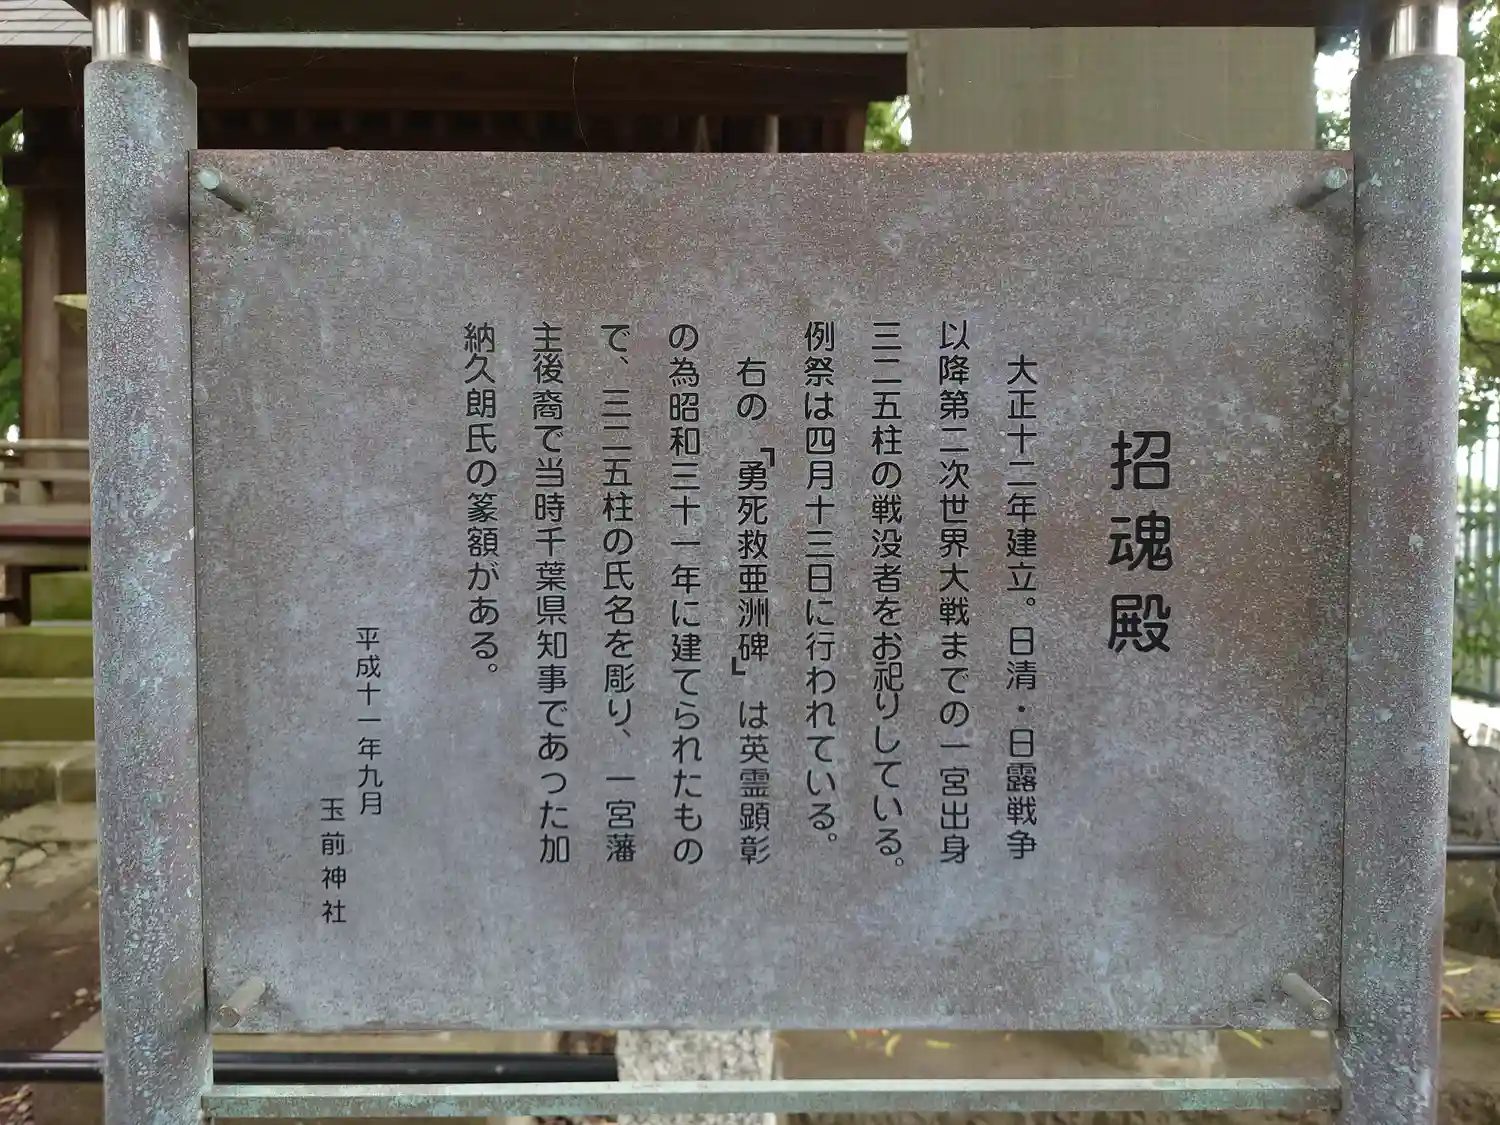 招魂殿
大正十二年建立。日清・日露戦争
以降第二次世界大戦までの一宮出身
三二五柱の戦没者をお祀りしている。
例祭は四月十三日に行われている。
右の「勇死救亜洲碑」は英霊顕彰
の為昭和三十一年に建てられたもの
で、三二五柱の氏名を彫り、一宮藩
主後裔で当時千葉県知事であった加
納久朗氏の篆額がある。
平成十一年九月
玉前神社